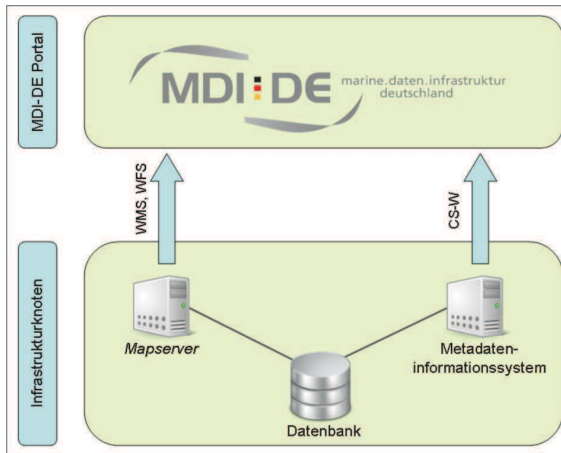 MDI-DE Portal
MDI:DE
marine.daten.infrastruktur
deutschland
WMS, WFS
CS-W
Infrastrukturknoten
Mapserver
Metadaten-
informationssystem
Datenbank